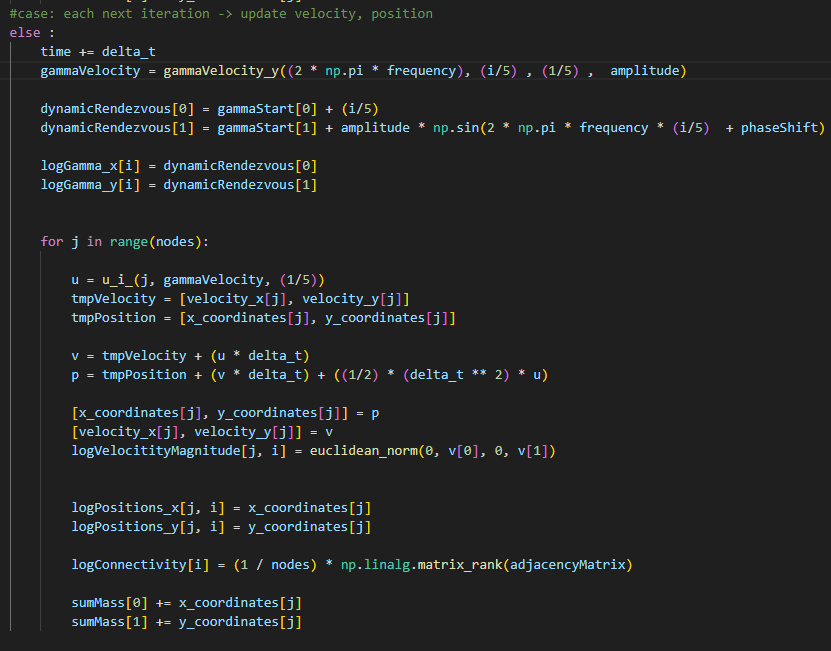 #case: each next iteration -> update velocity, position
else :
time += delta_t
gammaVelocity = gammaVelocity_y((2 * np.pi * frequency), (i/5) , (1/5) ,  amplitude)
dynamicRendezvous[0] = gammaStart[0] + (i/5)
dynamicRendezvous[1] = gammaStart[1] + amplitude * np.sin(2 * np.pi * frequency * (i/5)  + phaseShift)
logGamma_x[i] = dynamicRendezvous[0]
logGamma_y[i] = dynamicRendezvous[1]
for j in range(nodes):
u = u_i_(j, gammaVelocity, (1/5))
tmpVelocity = [velocity_x[j], velocity_y[j]]
tmpPosition = [x_coordinates[j], y_coordinates[j]]
v = tmpVelocity + (u * delta_t)
p = tmpPosition + (v * delta_t) + ((1/2) * (delta_t ** 2) * u)
[x_coordinates[j], y_coordinates[j]] = p
[velocity_x[j], velocity_y[j]] = v
logVelocitityMagnitude[j, i] = euclidean_norm(0, v[0], 0, v[1])
logPositions_x[j, i] = x_coordinates[j]
logPositions_y[j, i] = y_coordinates[j]
logConnectivity[i] = (1 / nodes) * np.linalg.matrix_rank(adjacencyMatrix)
sumMass[0] += x_coordinates[j]
sumMass[1] += y_coordinates[j]